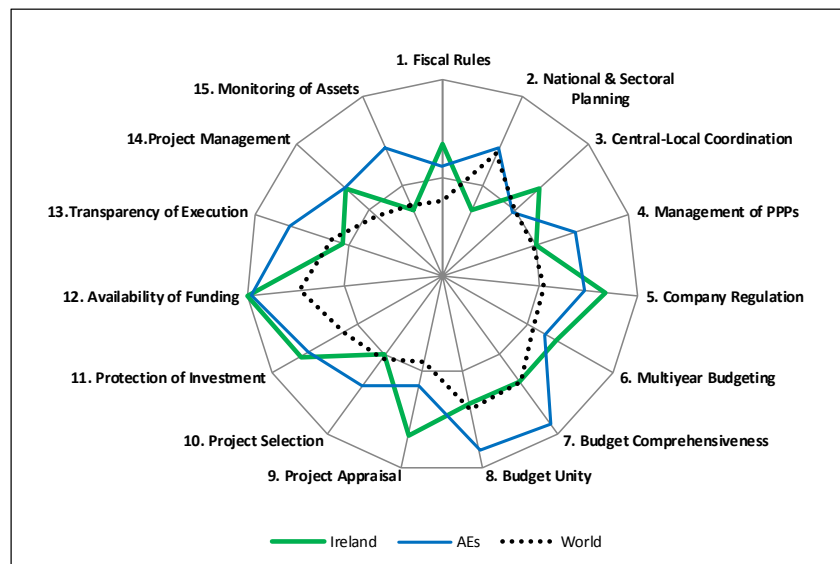 1. Fiscal Rules
2. National & Sectoral
Planning
3. Central-Local Coordination
4. Management of PPPs
5. Company Regulation
6. Multiyear Budgeting
7. Budget Comprehensiveness
8. Budget Unity
9. Project Appraisal
10. Project Selection
11. Protection of Investment
12. Availability of Funding
13.Transparency of Execution
14.Project Management
15. Monitoring of Assets
Ireland
AEs
World